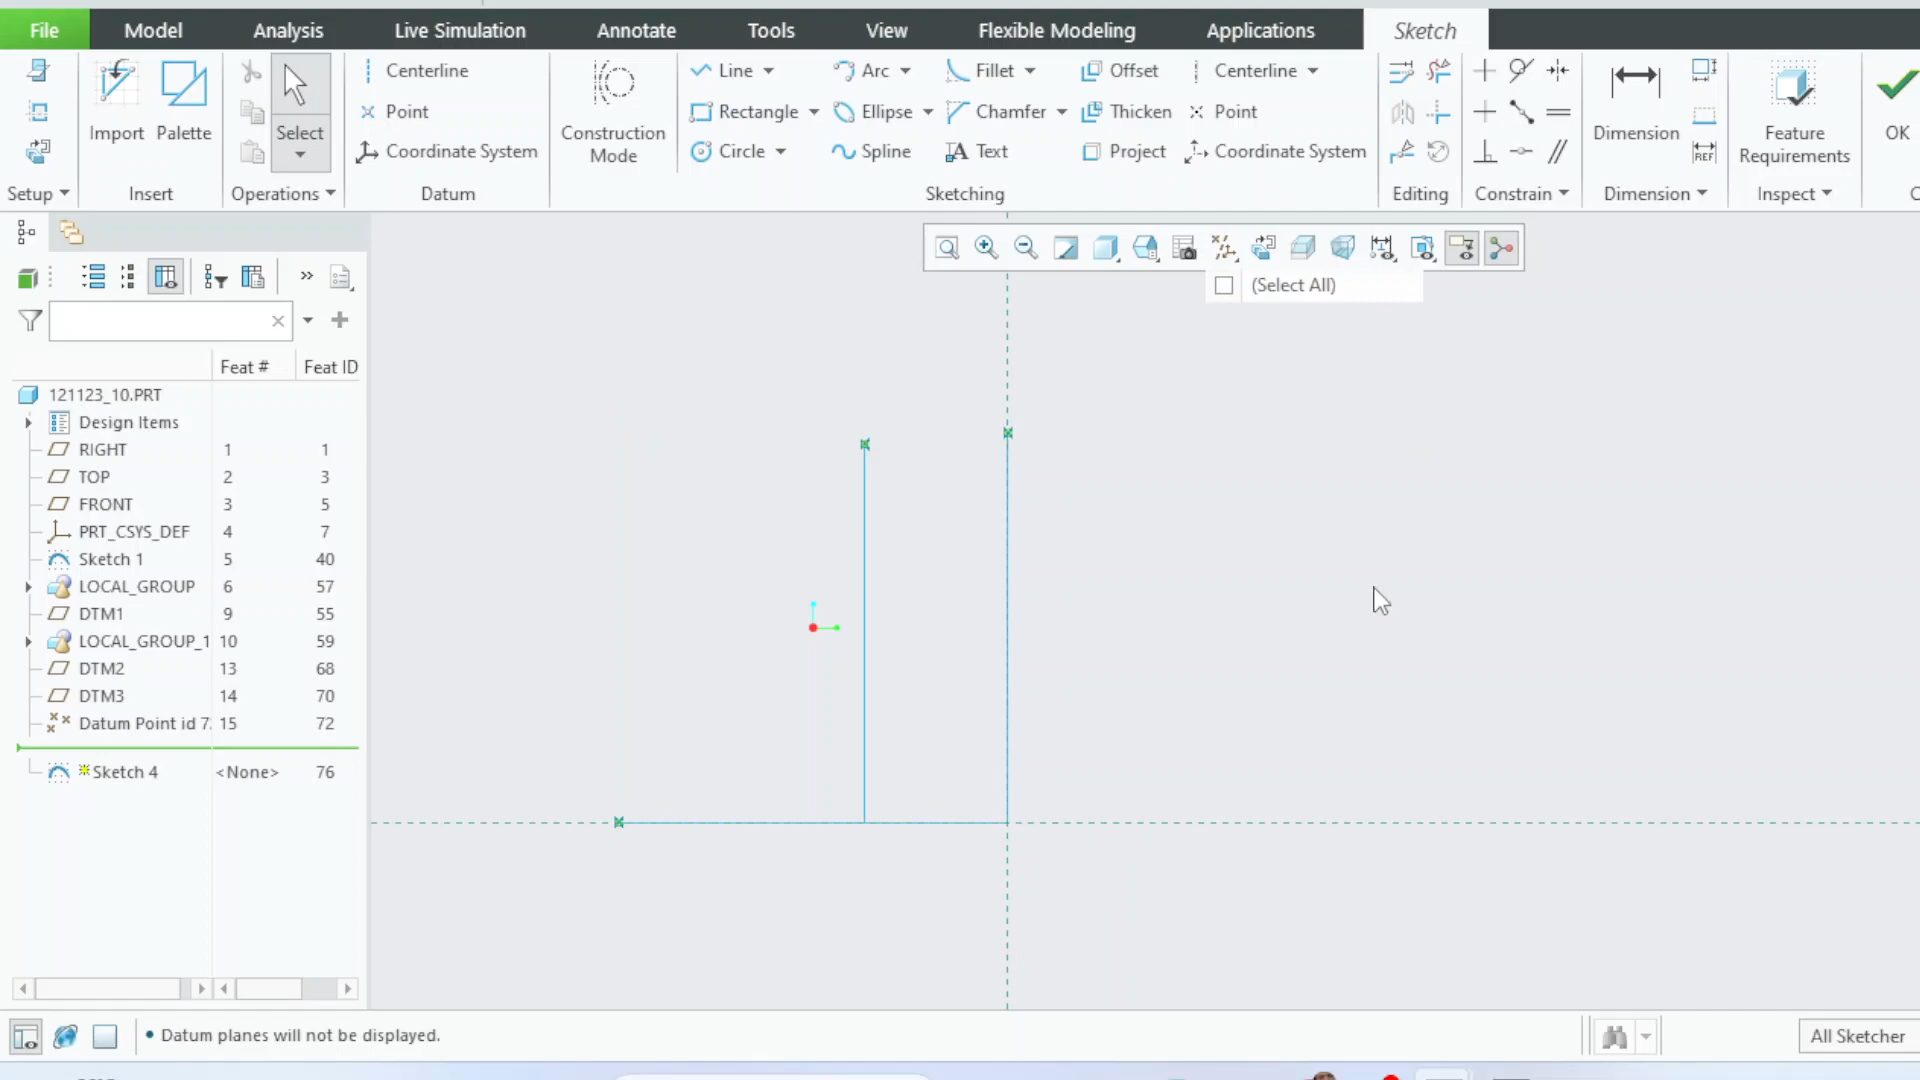 File Model Analysis Live Simulation Annotate Tools View Flexible Modeling Applications Sketch
Import Palette Select Centerline Point Coordinate System Construction Mode
Line Arc Fillet Offset Centerline
Rectangle Ellipse Chamfer Thicken Point
Circle Spline Text Project Coordinate System
Dimension REF Feature Requirements OK
Setup Insert Operations Datum Sketching Editing Constrain Dimension Inspect
(Select All)
Feat # Feat ID
121123_10.PRT
Design Items
RIGHT 1 1
TOP 2 3
FRONT 3 5
PRT_CSYS_DEF 4 7
Sketch 1 5 40
LOCAL_GROUP 6 57
DTM1 9 55
LOCAL_GROUP_1 10 59
DTM2 13 68
DTM3 14 70
Datum Point id 7 15 72
Sketch 4 <None> 76
• Datum planes will not be displayed.
All Sketcher